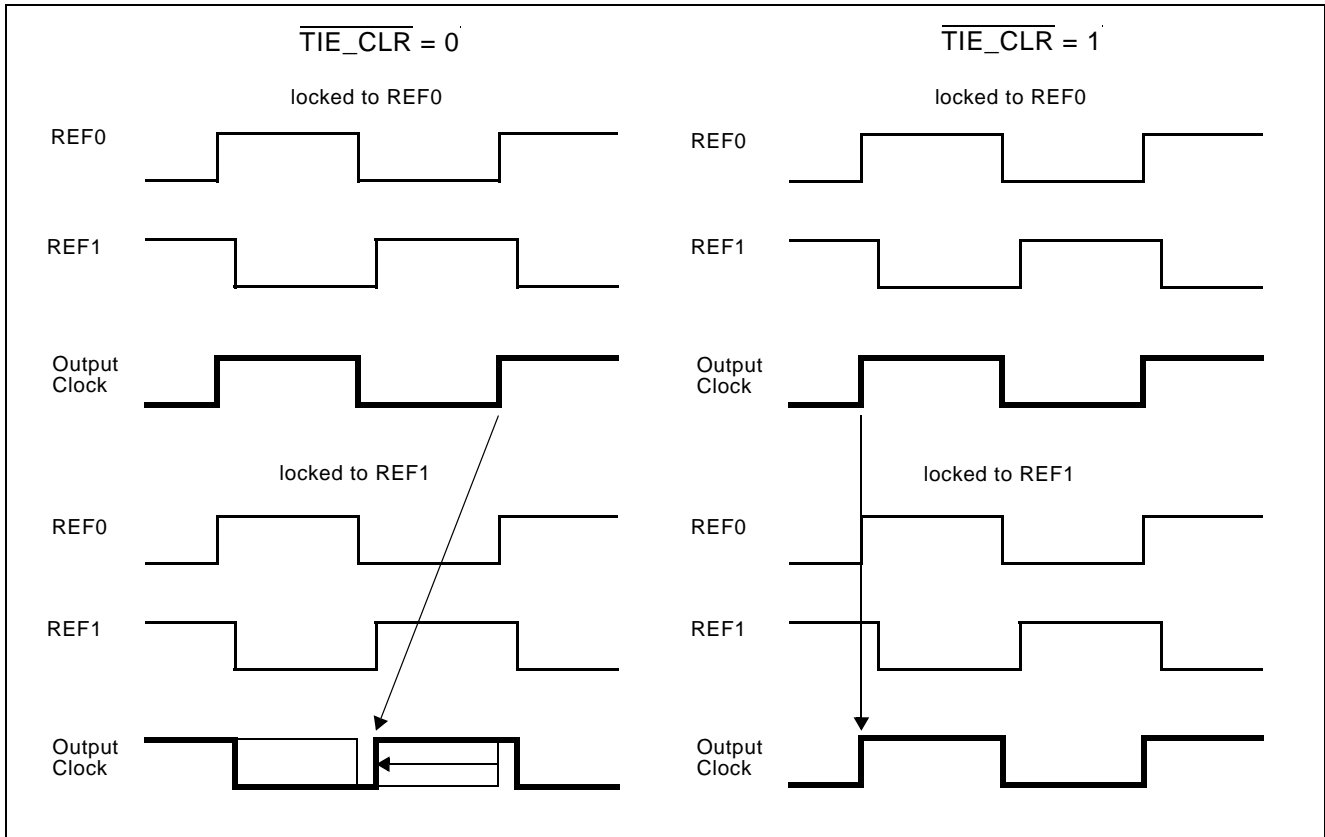 TIE_CLR = 0
locked to REF0
REF0
REF1
Output
Clock
locked to REF1
REF0
REF1
Output
Clock
TIE_CLR = 1
locked to REF0
REF0
REF1
Output
Clock
locked to REF1
REF0
REF1
Output
Clock